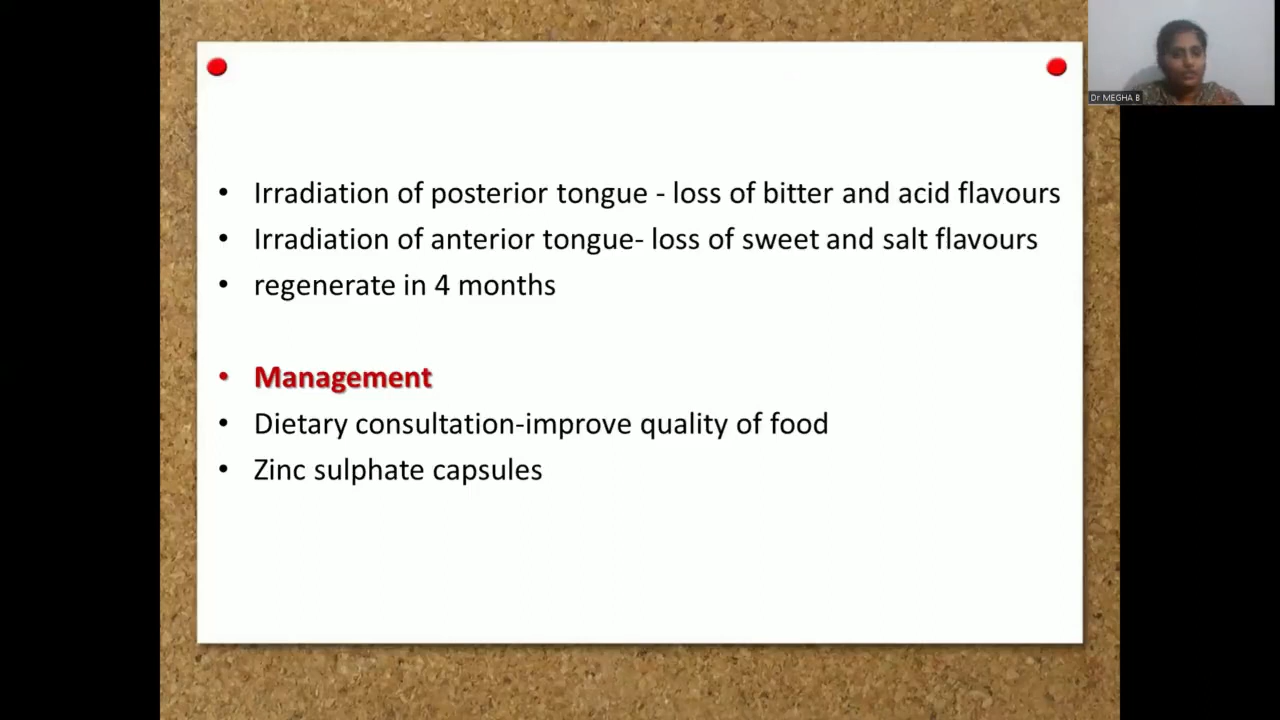 Dr MEGHA B
• Irradiation of posterior tongue - loss of bitter and acid flavours
• Irradiation of anterior tongue- loss of sweet and salt flavours
• regenerate in 4 months
• Management
• Dietary consultation-improve quality of food
• Zinc sulphate capsules